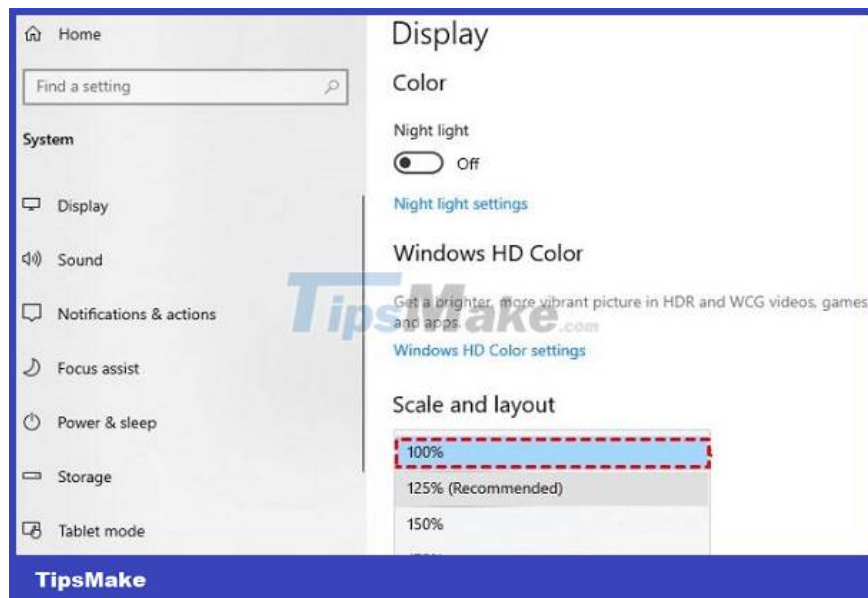 Home
Find a setting
System
Display
Sound
Notifications & actions
Focus assist
Power & sleep
Storage
Tablet mode
Display
Color
Night light
Off
Night light settings
Windows HD Color
Get a brighter, more vibrant picture in HDR and WCG videos, games
and apps.
Windows HD Color settings
Scale and layout
100%
125% (Recommended)
150%
TipsMake.com
TipsMake